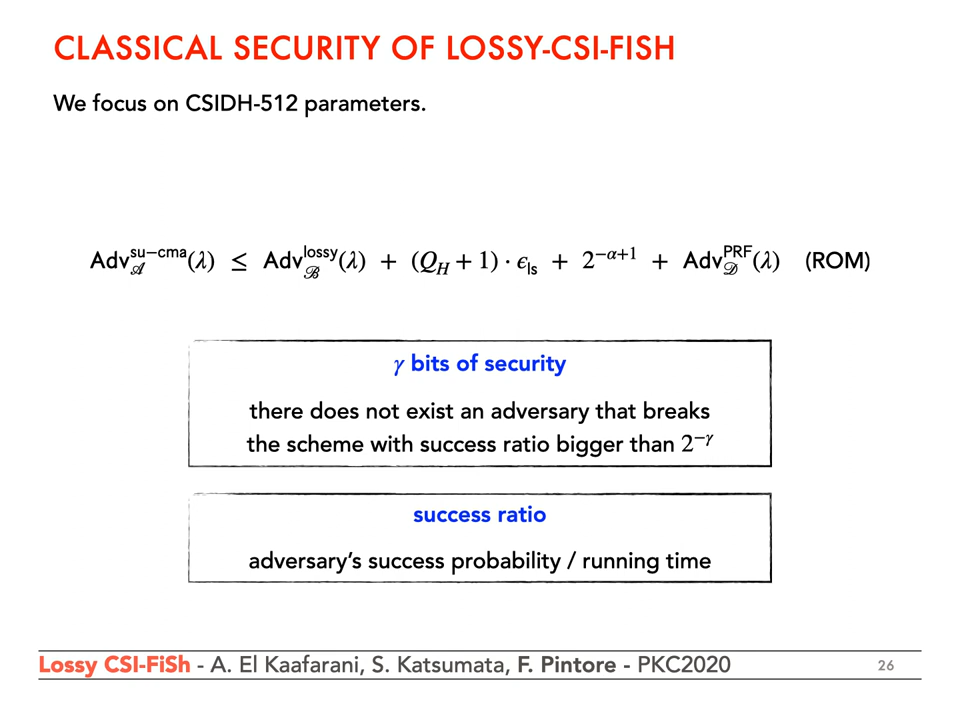 CLASSICAL SECURITY OF LOSSY-CSI-FISH
We focus on CSIDH-512 parameters.
Adv_𝒜^{su−cma}(λ) ≤ Adv_ℬ^{lossy}(λ) + (Q_H + 1) · ϵ_{ls} + 2^{−α+1} + Adv_𝒟^{PRF}(λ) (ROM)
γ bits of security
there does not exist an adversary that breaks
the scheme with success ratio bigger than 2^{−γ}
success ratio
adversary’s success probability / running time
Lossy CSI-FiSh - A. El Kaafarani, S. Katsumata, F. Pintore - PKC2020
26